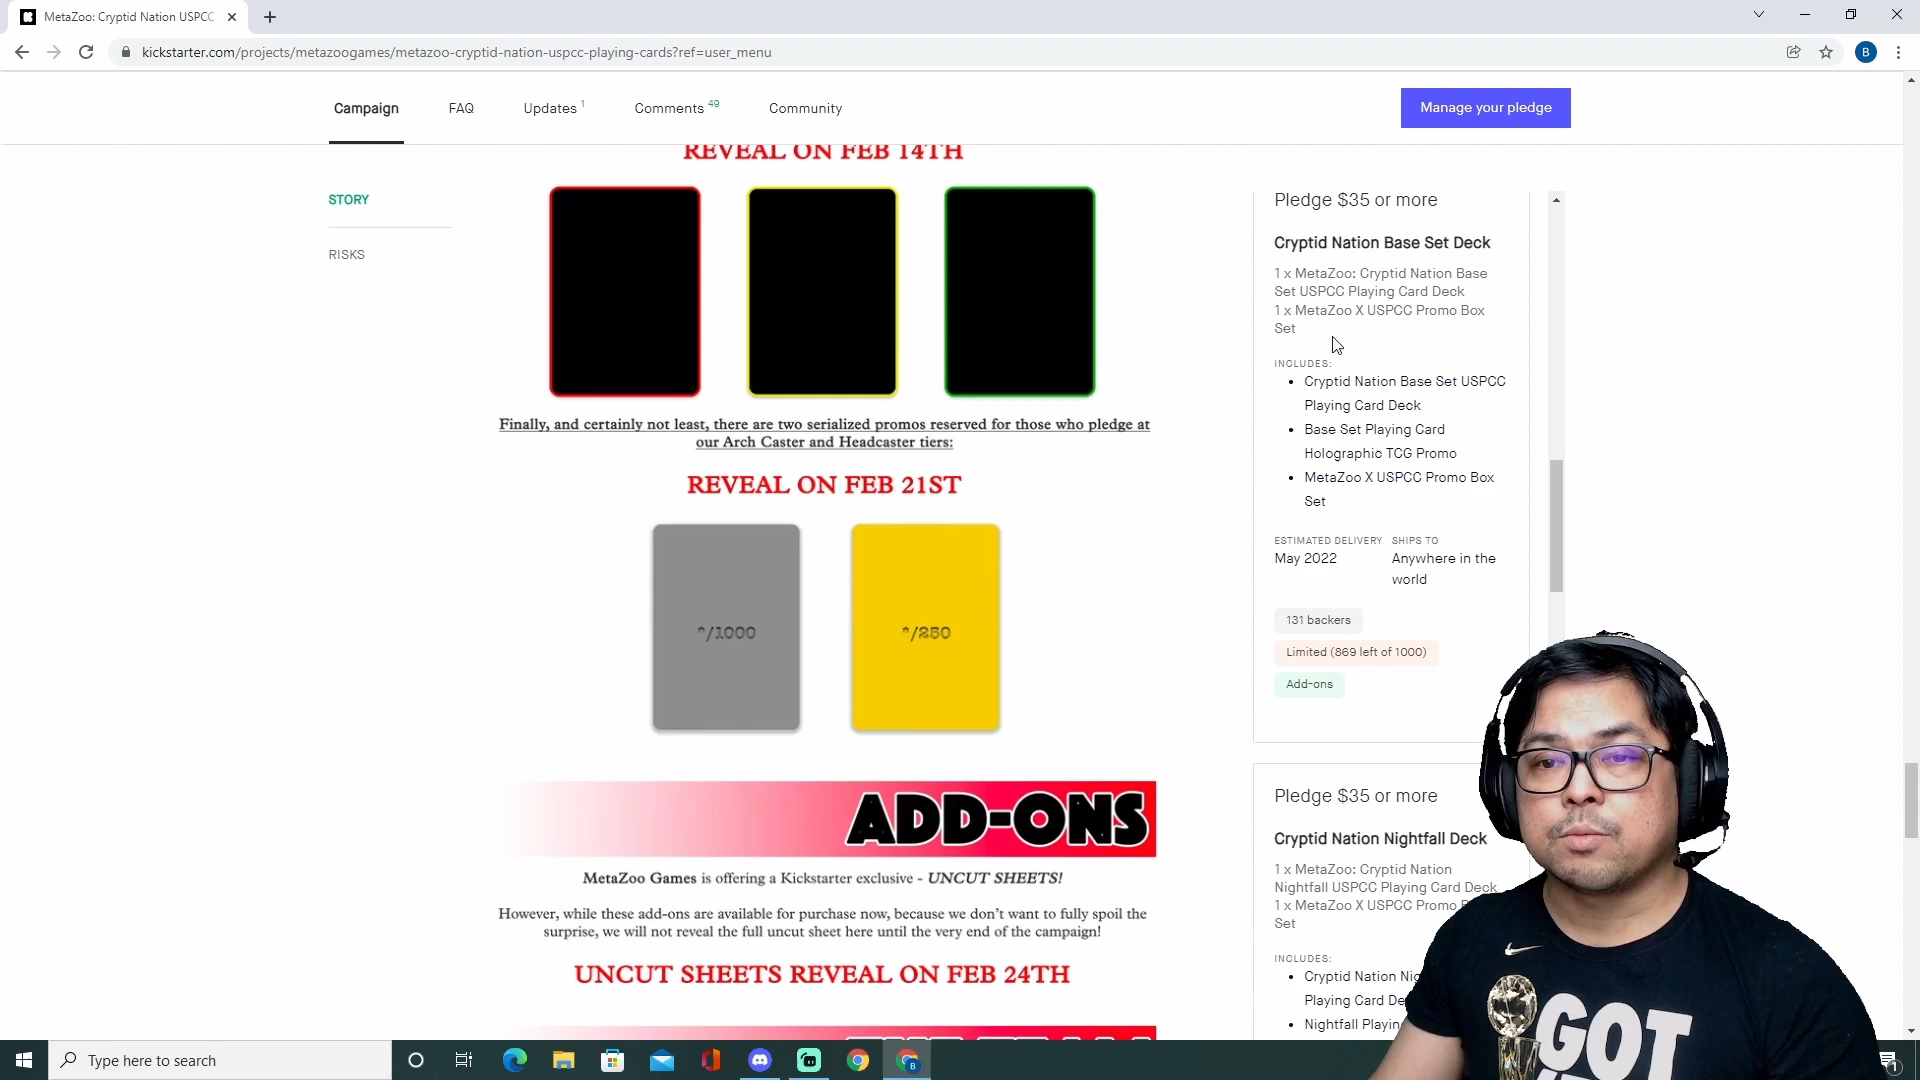 MetaZoo: Cryptid Nation USPCC
kickstarter.com/projects/metazoogames/metazoo-cryptid-nation-uspcc-playing-cards?ref=user_menu
B
Campaign
FAQ
Updates 1
Comments 49
Community
Manage your pledge
STORY
RISKS
REVEAL ON FEB 14TH
Finally, and certainly not least, there are two serialized promos reserved for those who pledge at
our Arch Caster and Headcaster tiers:
REVEAL ON FEB 21ST
*/1000
*/250
ADD-ONS
MetaZoo Games is offering a Kickstarter exclusive - UNCUT SHEETS!
However, while these add-ons are available for purchase now, because we don't want to fully spoil the
surprise, we will not reveal the full uncut sheet here until the very end of the campaign!
UNCUT SHEETS REVEAL ON FEB 24TH
Pledge $35 or more
Cryptid Nation Base Set Deck
1 x MetaZoo: Cryptid Nation Base
Set USPCC Playing Card Deck
1 x MetaZoo X USPCC Promo Box
Set
INCLUDES:
• Cryptid Nation Base Set USPCC
Playing Card Deck
• Base Set Playing Card
Holographic TCG Promo
• MetaZoo X USPCC Promo Box
Set
ESTIMATED DELIVERY
May 2022
SHIPS TO
Anywhere in the
world
131 backers
Limited (869 left of 1000)
Add-ons
Pledge $35 or more
Cryptid Nation Nightfall Deck
1 x MetaZoo: Cryptid Nation
Nightfall USPCC Playing Card Deck
1 x MetaZoo X USPCC Promo
Set
INCLUDES:
• Cryptid Nation
Playing Card
• Nightfall
GOT
Type here to search
B
1